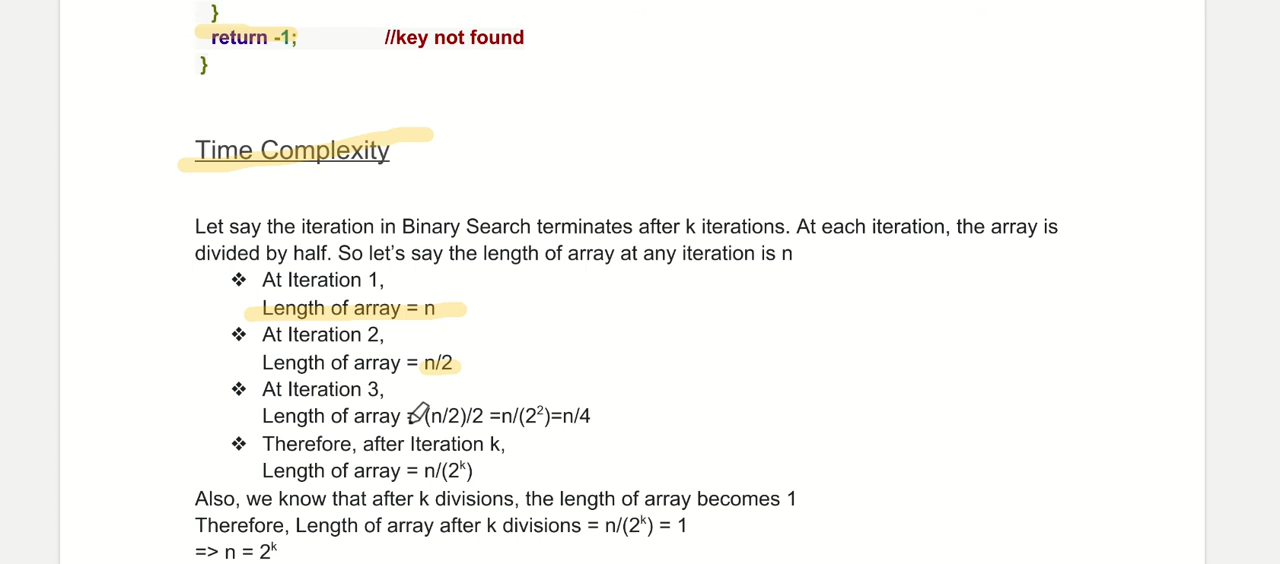 }
return -1; //key not found
}
Time Complexity
Let say the iteration in Binary Search terminates after k iterations. At each iteration, the array is
divided by half. So let's say the length of array at any iteration is n
❖ At Iteration 1,
Length of array = n
❖ At Iteration 2,
Length of array = n/2
❖ At Iteration 3,
Length of array = (n/2)/2 =n/(2²)=n/4
❖ Therefore, after Iteration k,
Length of array = n/(2ᵏ)
Also, we know that after k divisions, the length of array becomes 1
Therefore, Length of array after k divisions = n/(2ᵏ) = 1
=> n = 2ᵏ